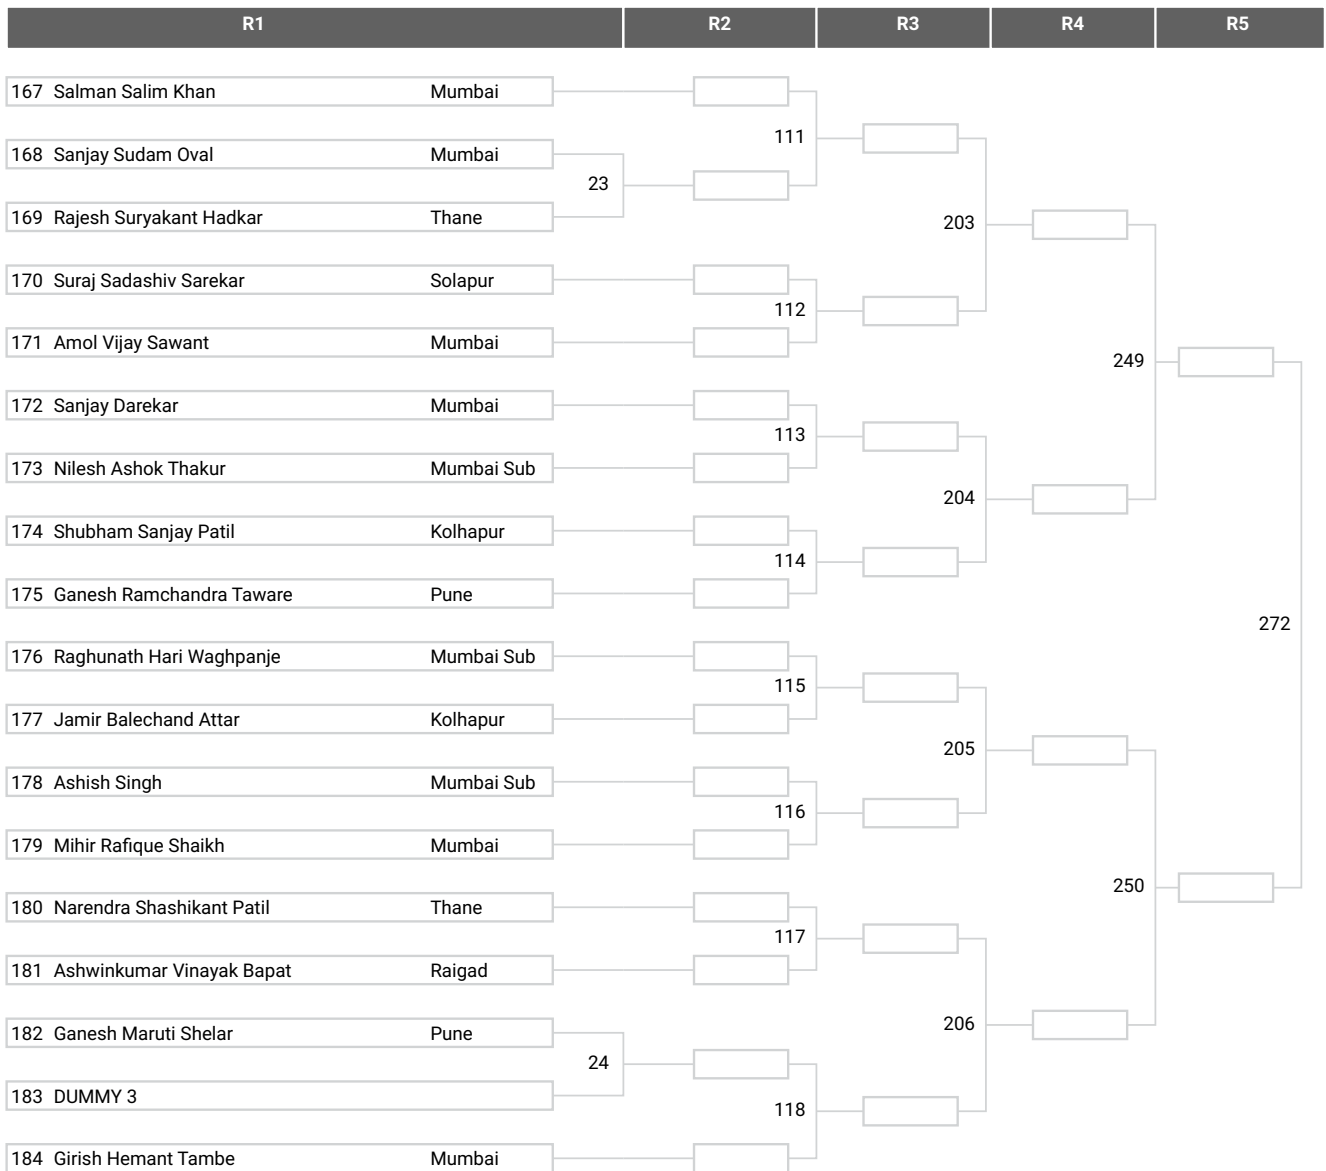 R1 R2 R3 R4 R5
167 Salman Salim Khan Mumbai
111
168 Sanjay Sudam Oval Mumbai
23
169 Rajesh Suryakant Hadkar Thane
203
170 Suraj Sadashiv Sarekar Solapur
112
171 Amol Vijay Sawant Mumbai
249
172 Sanjay Darekar Mumbai
113
173 Nilesh Ashok Thakur Mumbai Sub
204
174 Shubham Sanjay Patil Kolhapur
114
175 Ganesh Ramchandra Taware Pune
272
176 Raghunath Hari Waghpanje Mumbai Sub
115
177 Jamir Balechand Attar Kolhapur
205
178 Ashish Singh Mumbai Sub
116
179 Mihir Rafique Shaikh Mumbai
250
180 Narendra Shashikant Patil Thane
117
181 Ashwinkumar Vinayak Bapat Raigad
206
182 Ganesh Maruti Shelar Pune
24
183 DUMMY 3
118
184 Girish Hemant Tambe Mumbai